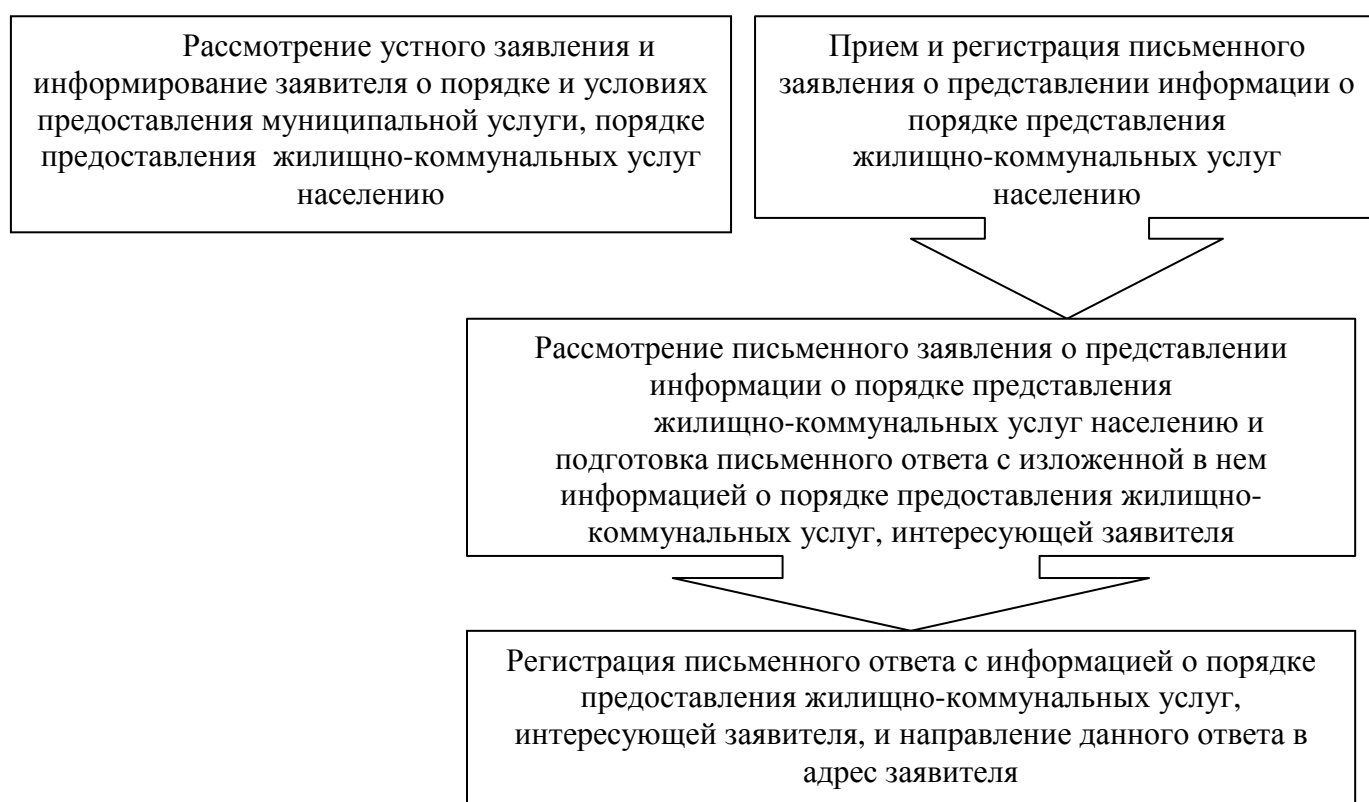 Рассмотрение устного заявления и
информирование заявителя о порядке и условиях
предоставления муниципальной услуги, порядке
предоставления жилищно-коммунальных услуг
населению
Прием и регистрация письменного
заявления о представлении информации о
порядке представления
жилищно-коммунальных услуг
населению
Рассмотрение письменного заявления о представлении
информации о порядке представления
жилищно-коммунальных услуг населению и
подготовка письменного ответа с изложенной в нем
информацией о порядке предоставления жилищно-
коммунальных услуг, интересующей заявителя
Регистрация письменного ответа с информацией о порядке
предоставления жилищно-коммунальных услуг,
интересующей заявителя, и направление данного ответа в
адрес заявителя